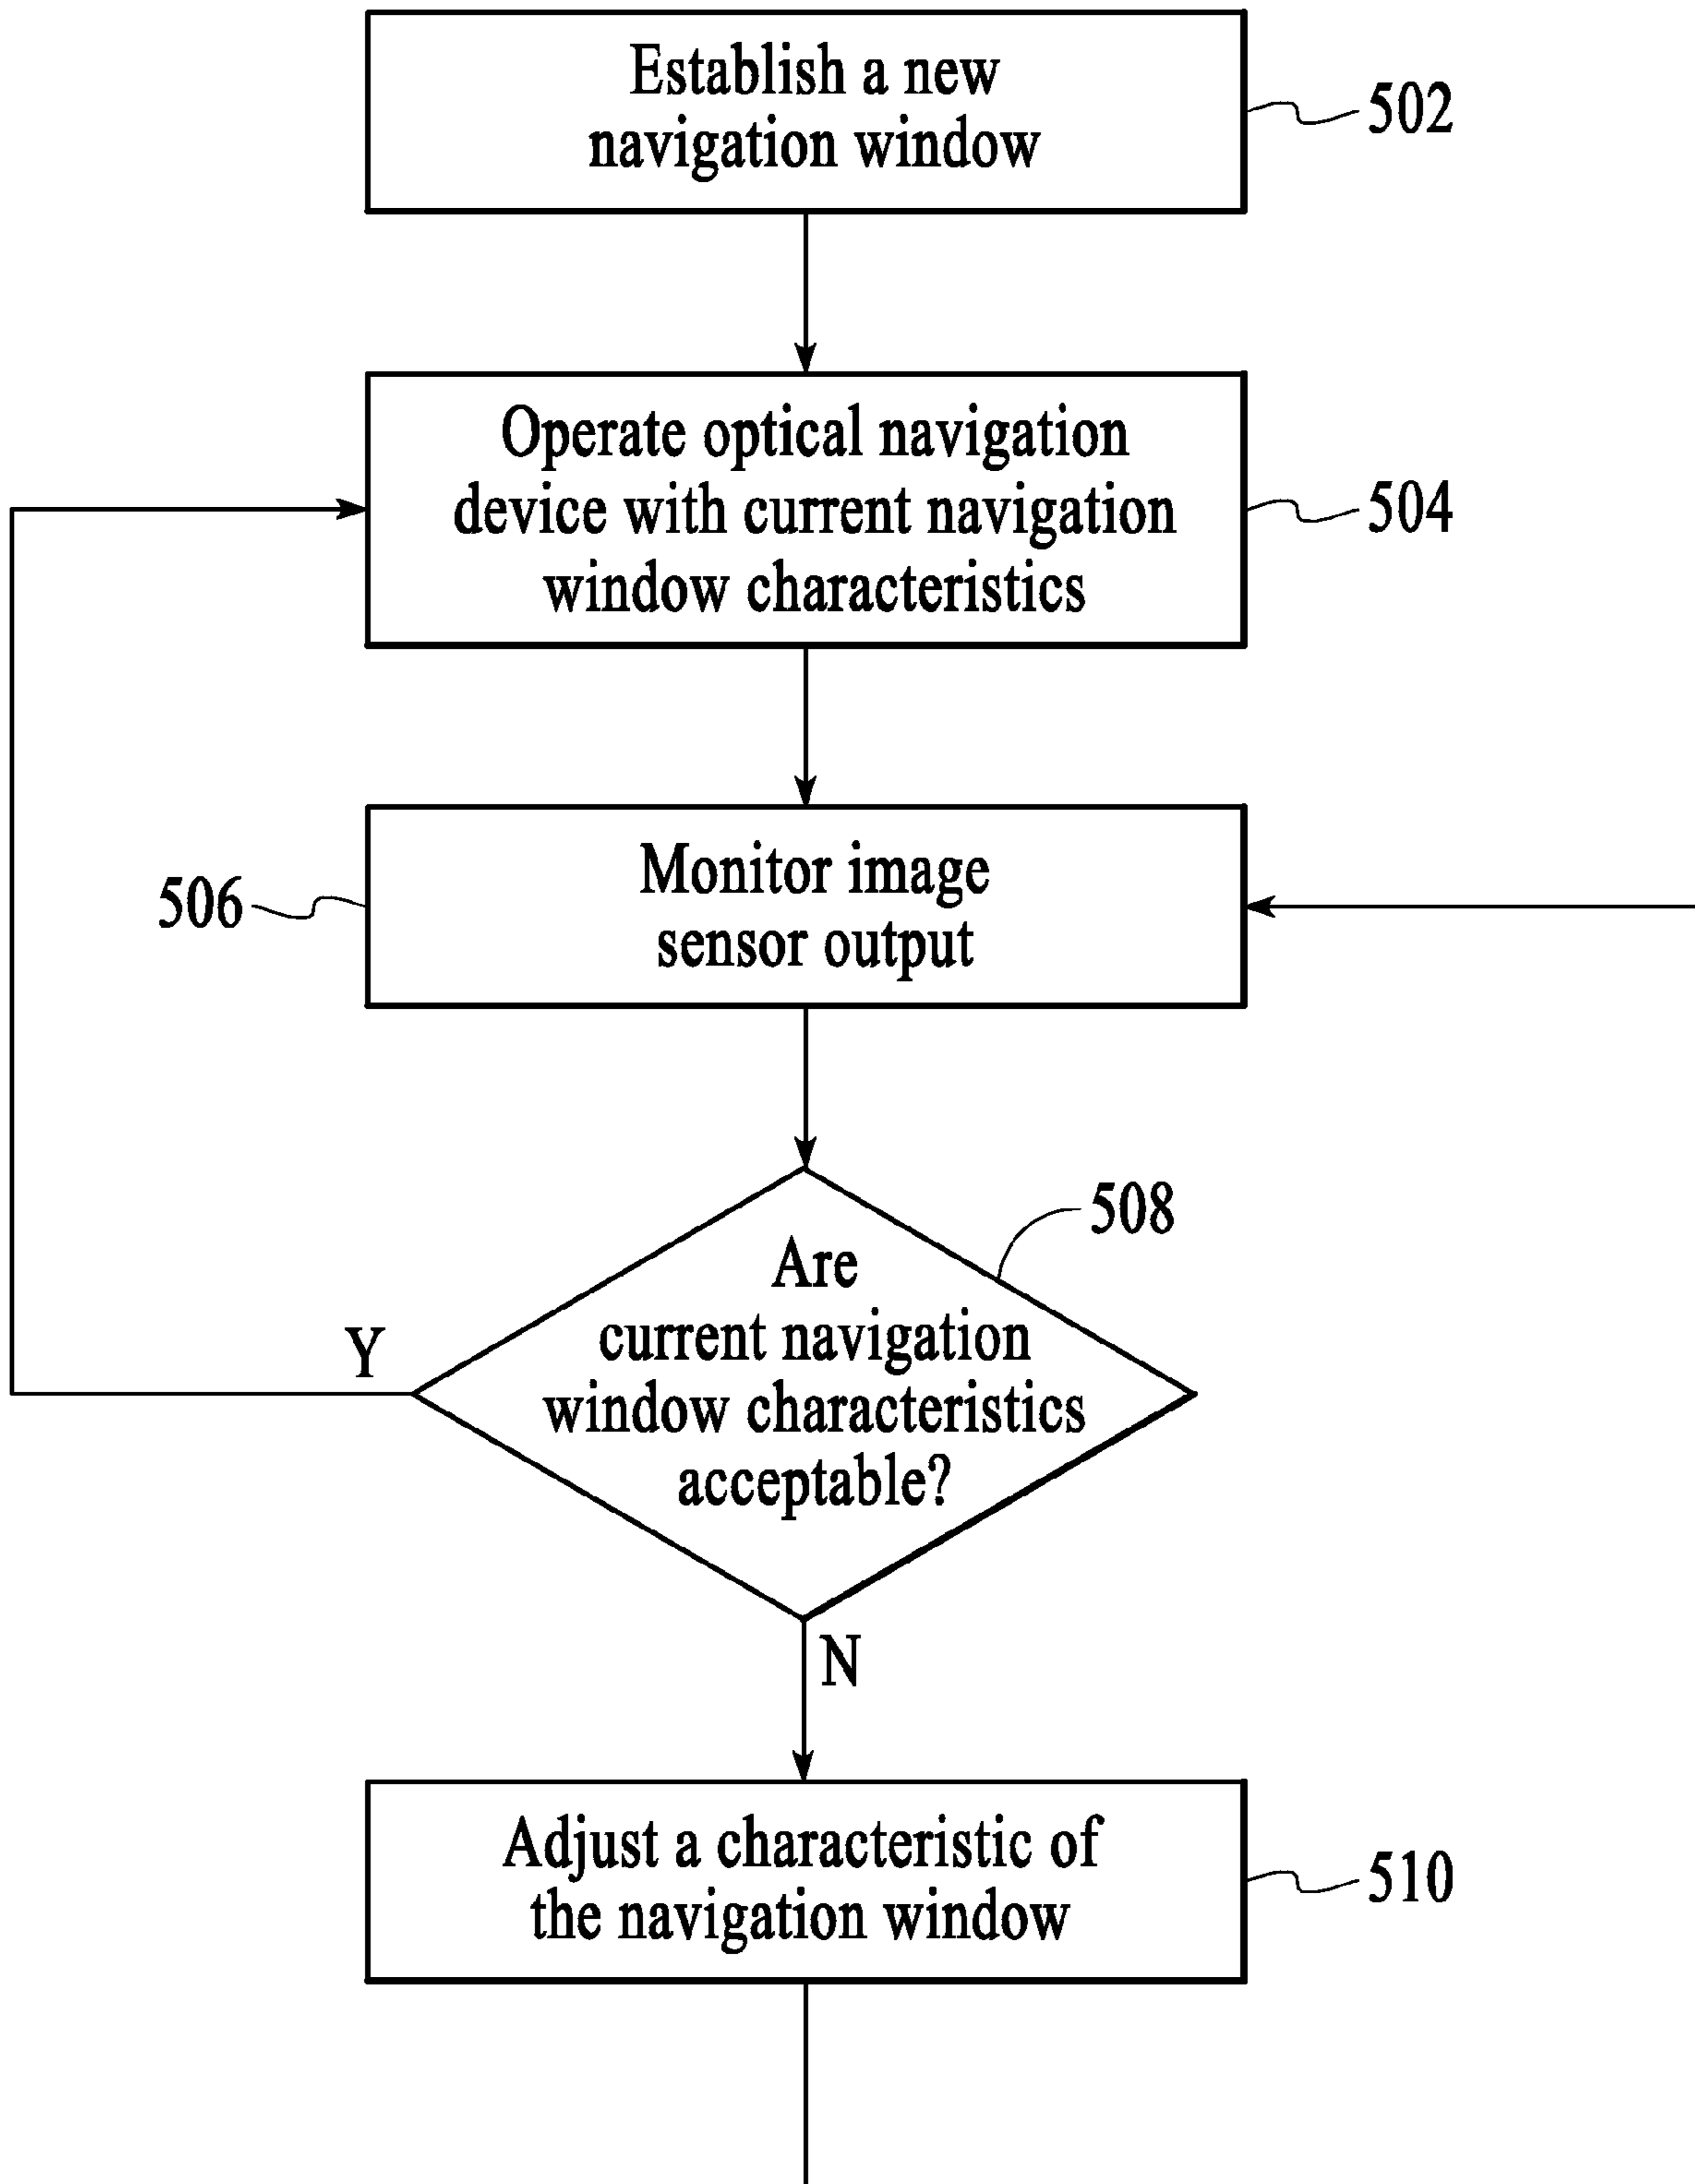 Establish a new
navigation window
502
Operate optical navigation
device with current navigation
window characteristics
504
Monitor image
sensor output
506
508
Are
current navigation
window characteristics
acceptable?
Y
N
Adjust a characteristic of
the navigation window
510